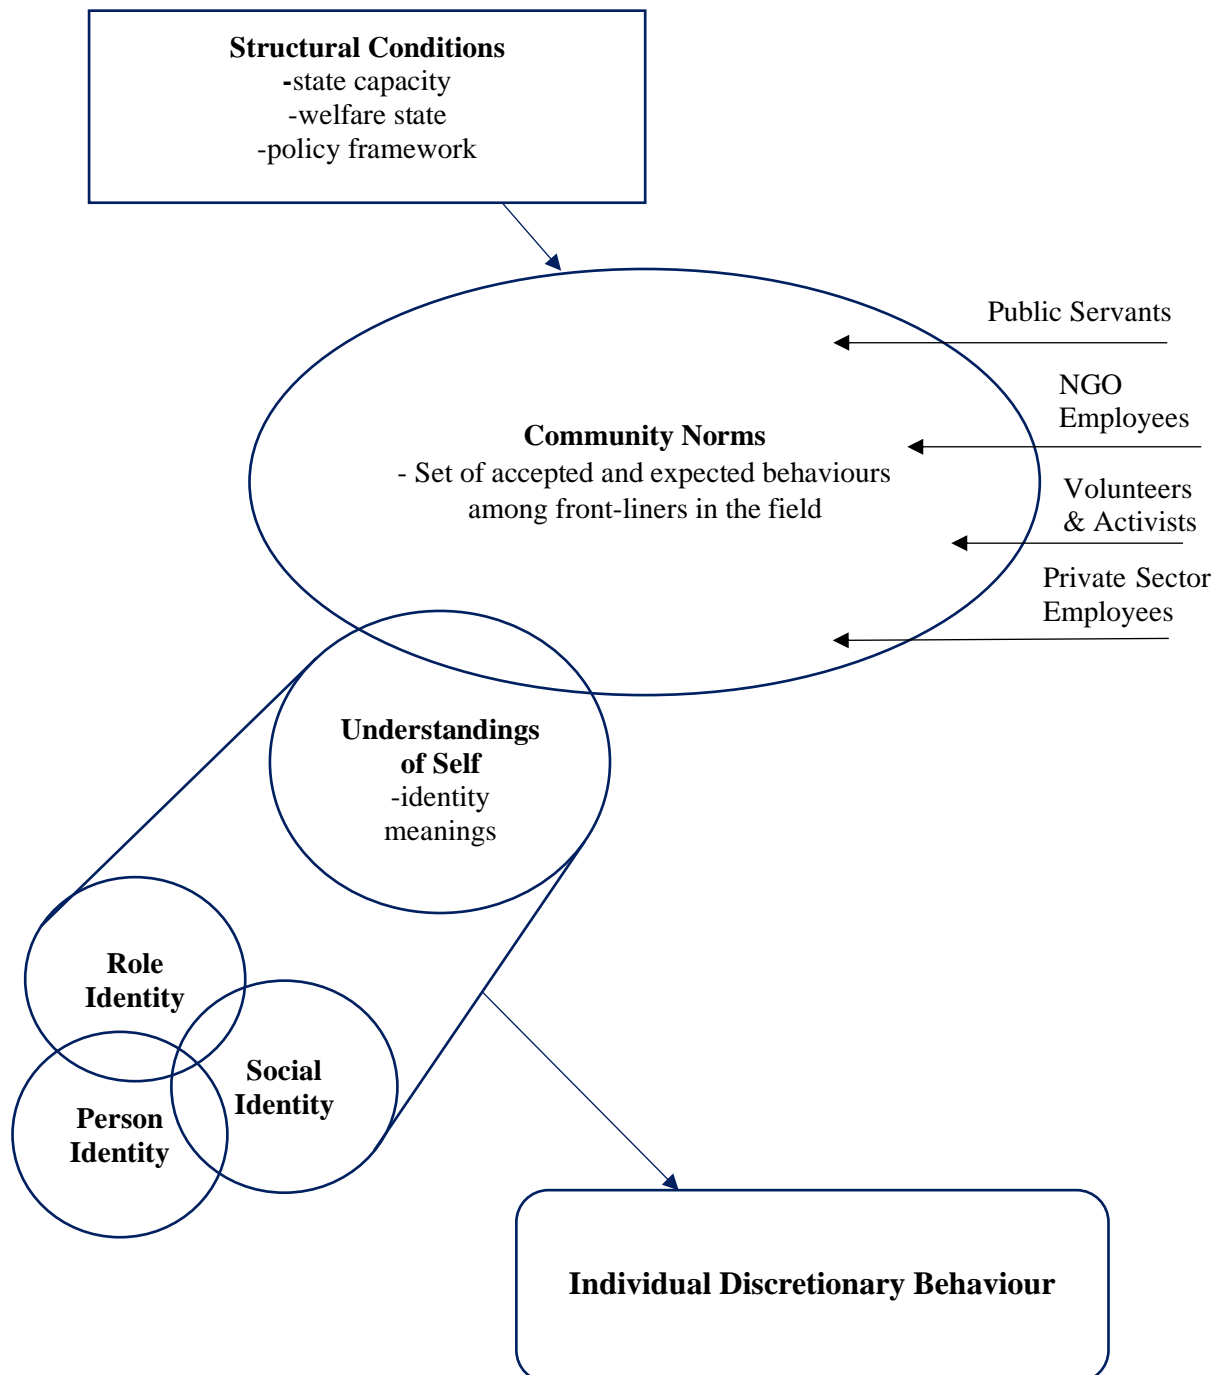 Structural Conditions
-state capacity
-welfare state
-policy framework
Public Servants
NGO
Employees
Community Norms
- Set of accepted and expected behaviours
among front-liners in the field
Volunteers
& Activists
Private Sector
Employees
Understandings
of Self
-identity
meanings
Role
Identity
Social
Identity
Person
Identity
Individual Discretionary Behaviour